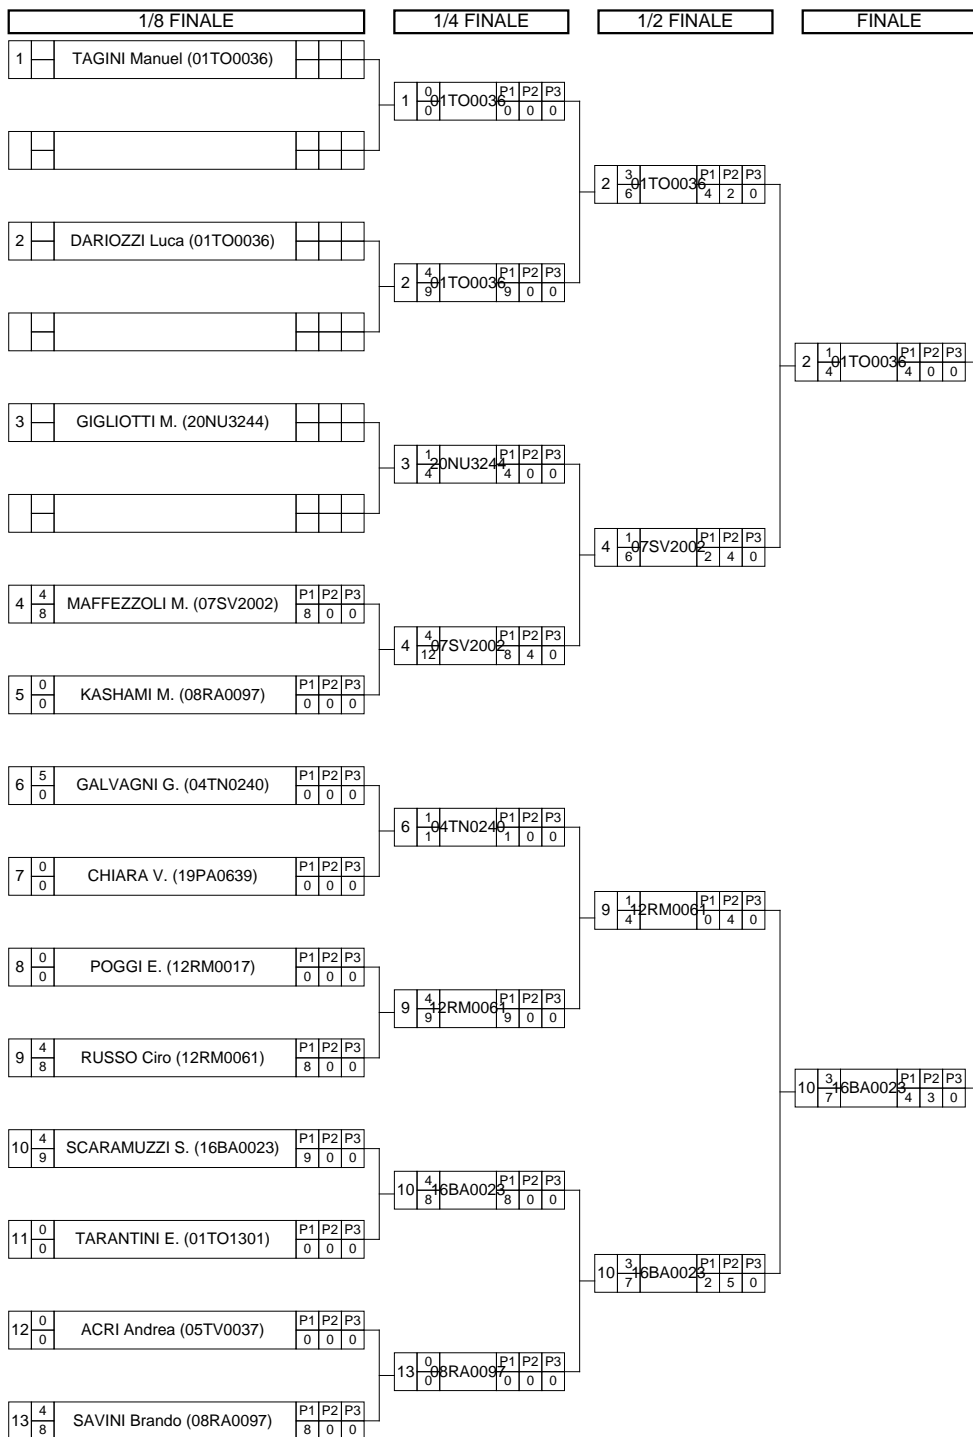 1/8 FINALE
1/4 FINALE
1/2 FINALE
FINALE
1 TAGINI Manuel (01TO0036)
1 0 0 01TO0036 P1 P2 P3 0 0 0
2 3 6 01TO0036 P1 P2 P3 4 2 0
2 DARIOZZI Luca (01TO0036)
2 4 9 01TO0036 P1 P2 P3 9 0 0
2 1 4 01TO0036 P1 P2 P3 4 0 0
3 GIGLIOTTI M. (20NU3244)
3 1 4 20NU3244 P1 P2 P3 4 0 0
4 1 6 07SV2002 P1 P2 P3 2 4 0
4 4 8 MAFFEZZOLI M. (07SV2002) P1 P2 P3 8 0 0
4 4 12 07SV2002 P1 P2 P3 8 4 0
5 0 0 KASHAMI M. (08RA0097) P1 P2 P3 0 0 0
6 5 0 GALVAGNI G. (04TN0240) P1 P2 P3 0 0 0
6 1 1 04TN0240 P1 P2 P3 1 0 0
7 0 0 CHIARA V. (19PA0639) P1 P2 P3 0 0 0
9 1 4 12RM0061 P1 P2 P3 0 4 0
8 0 0 POGGI E. (12RM0017) P1 P2 P3 0 0 0
9 4 9 12RM0061 P1 P2 P3 9 0 0
9 4 8 RUSSO Ciro (12RM0061) P1 P2 P3 8 0 0
10 3 7 16BA0023 P1 P2 P3 4 3 0
10 4 9 SCARAMUZZI S. (16BA0023) P1 P2 P3 9 0 0
10 4 8 16BA0023 P1 P2 P3 8 0 0
11 0 0 TARANTINI E. (01TO1301) P1 P2 P3 0 0 0
10 3 7 16BA0023 P1 P2 P3 2 5 0
12 0 0 ACRI Andrea (05TV0037) P1 P2 P3 0 0 0
13 0 0 08RA0097 P1 P2 P3 0 0 0
13 4 8 SAVINI Brando (08RA0097) P1 P2 P3 8 0 0